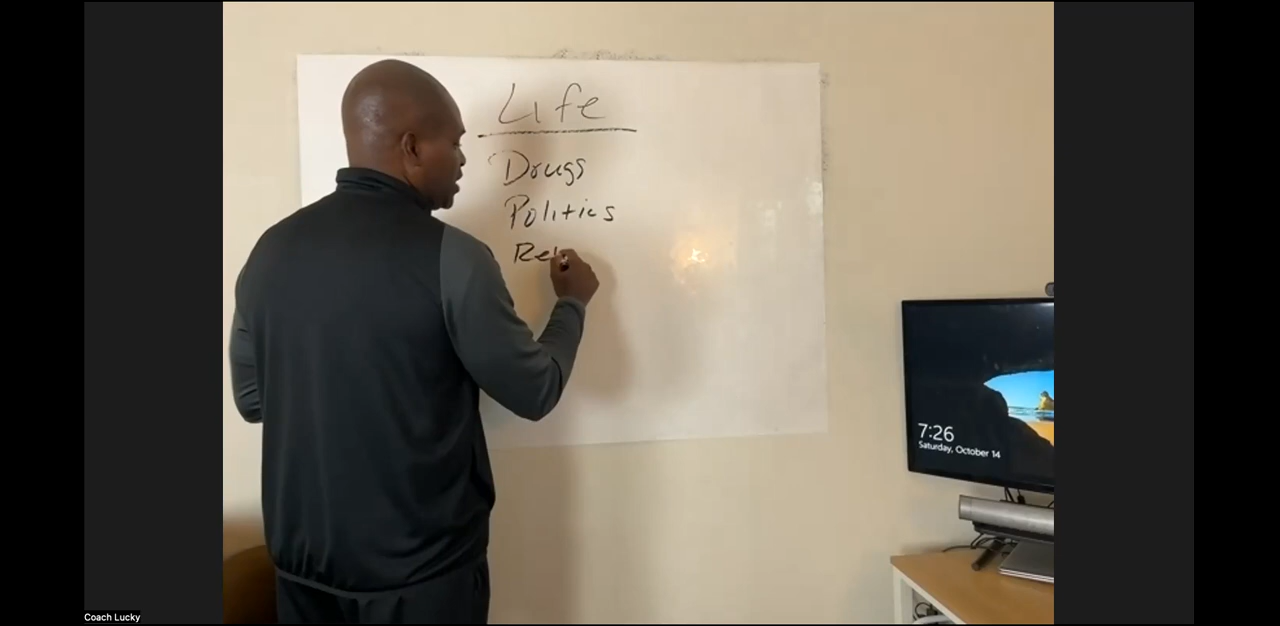 Life
Drugs
Politics
Rel
7:26
Saturday, October 14
Coach Lucky